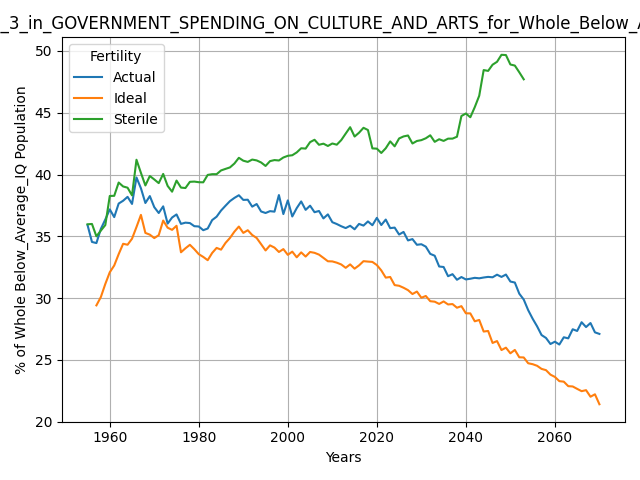 _3_in_GOVERNMENT_SPENDING_ON_CULTURE_AND_ARTS_for_Whole_Below_A
Fertility
Actual
Ideal
Sterile
% of Whole Below_Average_IQ Population
50
45
40
35
30
25
20
1960 1980 2000 2020 2040 2060
Years